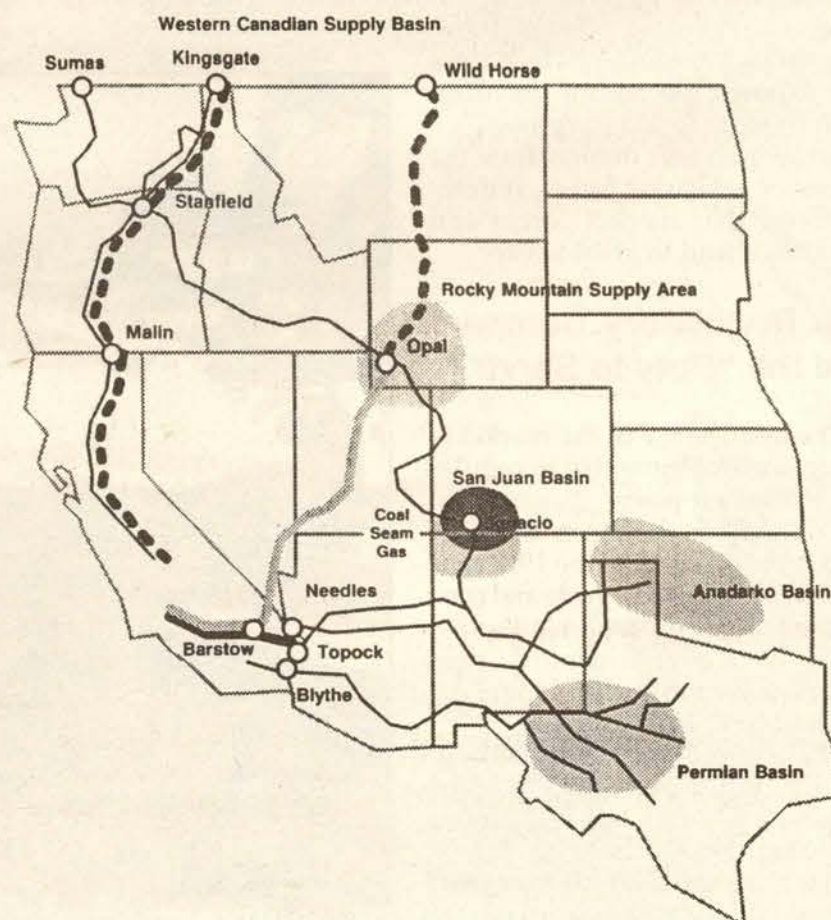 Western Canadian Supply Basin
Sumas
Kingsgate
Wild Horse
Stanfield
Rocky Mountain Supply Area
Malin
Opal
San Juan Basin
Coal
Seam
Gas
Ignacio
Needles
Anadarko Basin
Barstow
Topock
Blythe
Permian Basin